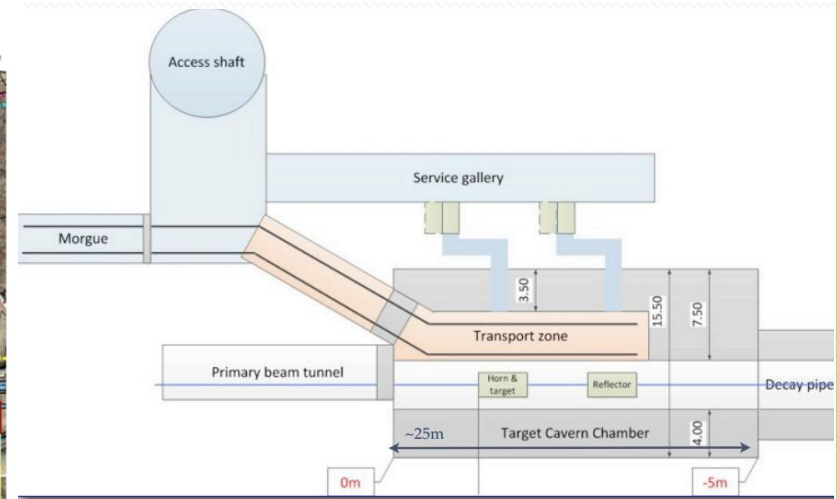 Access shaft
Service gallery
Morgue
3.50
15.50
7.50
Transport zone
Primary beam tunnel
Horn &
target
Reflector
Decay pipe
~25m
Target Cavern Chamber
4.00
0m
-5m